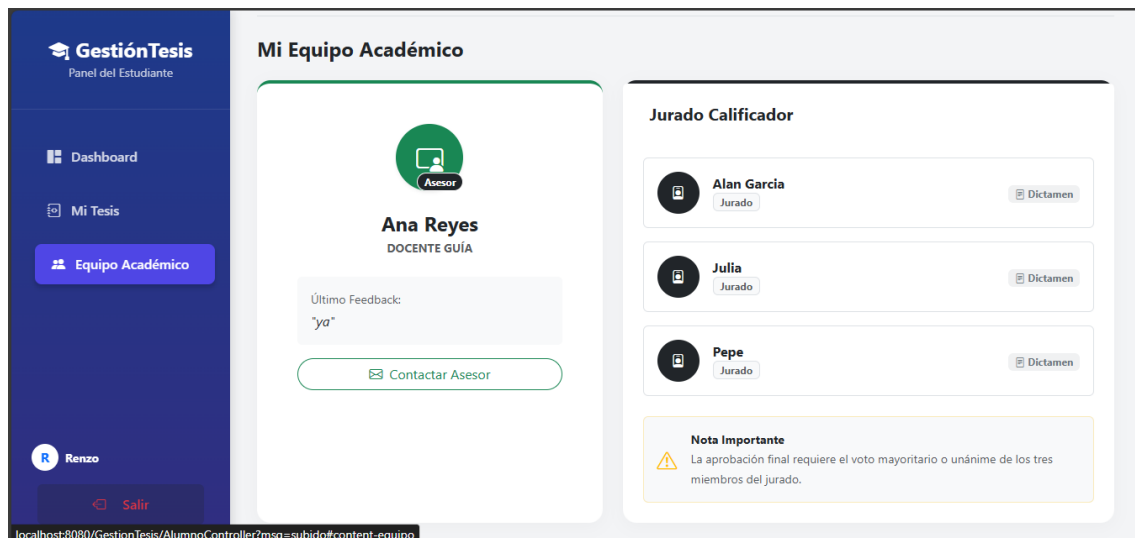 GestiónTesis
Panel del Estudiante
Dashboard
Mi Tesis
Equipo Académico
Renzo
R
Salir
Mi Equipo Académico
Asesor
Ana Reyes
DOCENTE GUÍA
Último Feedback:
"ya"
Contactar Asesor
Jurado Calificador
Alan Garcia
Jurado
Dictamen
Julia
Jurado
Dictamen
Pepe
Jurado
Dictamen
Nota Importante
La aprobación final requiere el voto mayoritario o unánime de los tres
miembros del jurado.
localhost:8080/GestionTesis/AlumnoController?msg=subido#content-equipo